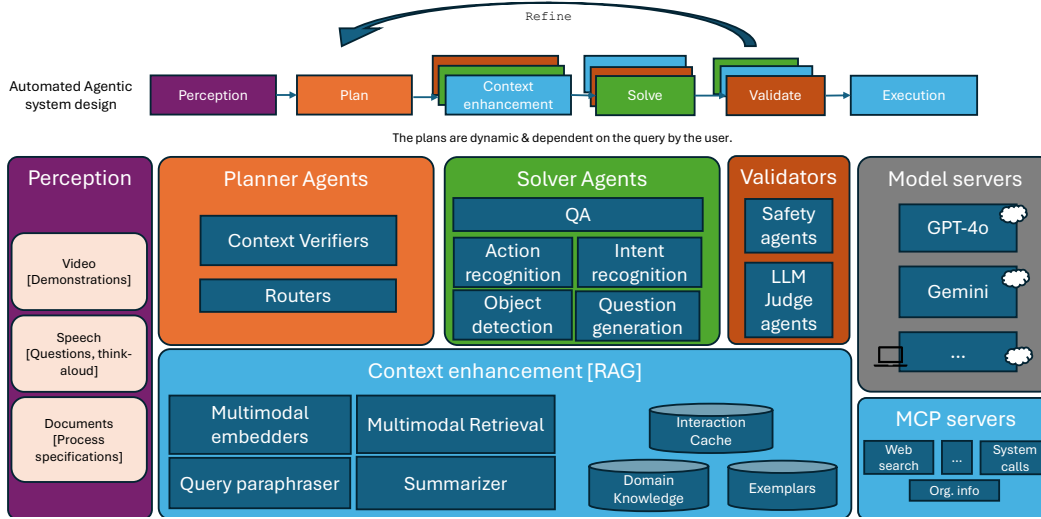 Refine
Automated Agentic
system design
Perception
Plan
Context
enhancement
Solve
Validate
Execution
The plans are dynamic & dependent on the query by the user.
Perception
Video
[Demonstrations]
Speech
[Questions, think-
aloud]
Documents
[Process
specifications]
Planner Agents
Context Verifiers
Routers
Solver Agents
QA
Action
recognition
Intent
recognition
Object
detection
Question
generation
Validators
Safety
agents
LLM
Judge
agents
Model servers
GPT-4o
Gemini
...
Context enhancement [RAG]
Multimodal
embedders
Multimodal Retrieval
Query paraphraser
Summarizer
Interaction
Cache
Domain
Knowledge
Exemplars
MCP servers
Web
search
...
System
calls
Org. info